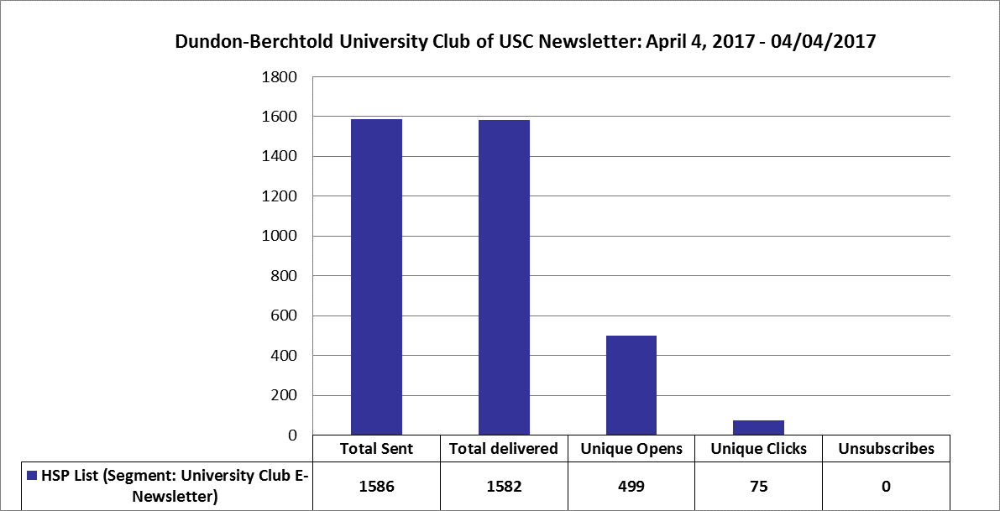 Dundon-Berchtold University Club of USC Newsletter: April 4, 2017 - 04/04/2017
1800
1600
1400
1200
1000
800
600
400
200
0
Total Sent Total delivered Unique Opens Unique Clicks Unsubscribes
HSP List (Segment: University Club E-
Newsletter)
1586 1582 499 75 0